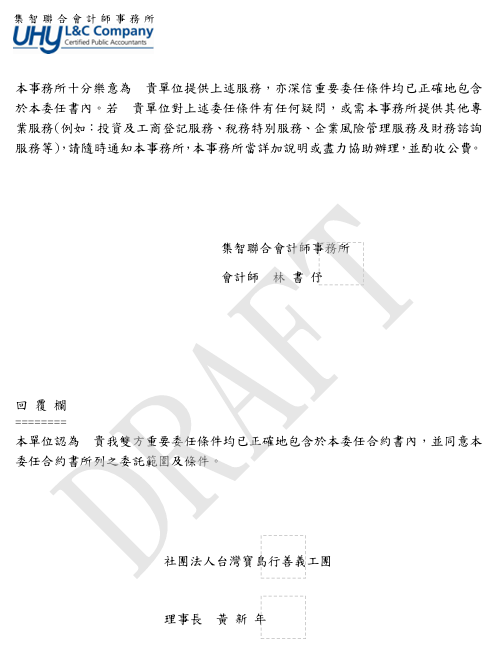 集智聯合會計師事務所
UHY L&C Company
Certified Public Accountants
本事務所十分樂意為　貴單位提供上述服務，亦深信重要委任條件均已正確地包含
於本委任書內。若　貴單位對上述委任條件有任何疑問，或需本事務所提供其他專
業服務(例如：投資及工商登記服務、稅務特別服務、企業風險管理服務及財務諮詢
服務等)，請隨時通知本事務所，本事務所當詳加說明或盡力協助辦理，並酌收公費。
集智聯合會計師事務所
會計師　林 書 伃
DRAFT
回 覆 欄
========
本單位認為　貴我雙方重要委任條件均已正確地包含於本委任合約書內，並同意本
委任合約書所列之委託範圍及條件。
社團法人台灣寶島行善義工團
理事長　黃 新 年